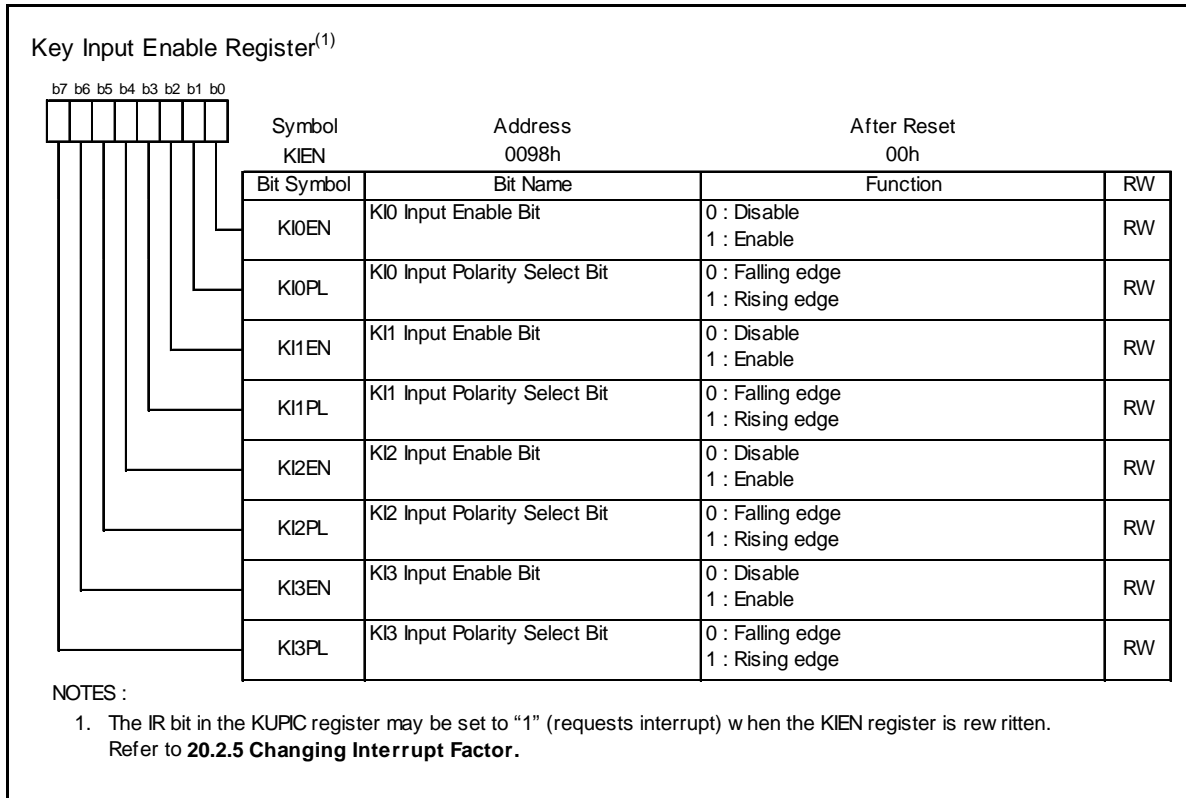 Key Input Enable Register(1)
b7 b6 b5 b4 b3 b2 b1 b0
Symbol Address After Reset
KIEN 0098h 00h
Bit Symbol Bit Name Function RW
KI0EN KI0 Input Enable Bit 0 : Disable RW
1 : Enable
KI0PL KI0 Input Polarity Select Bit 0 : Falling edge RW
1 : Rising edge
KI1EN KI1 Input Enable Bit 0 : Disable RW
1 : Enable
KI1PL KI1 Input Polarity Select Bit 0 : Falling edge RW
1 : Rising edge
KI2EN KI2 Input Enable Bit 0 : Disable RW
1 : Enable
KI2PL KI2 Input Polarity Select Bit 0 : Falling edge RW
1 : Rising edge
KI3EN KI3 Input Enable Bit 0 : Disable RW
1 : Enable
KI3PL KI3 Input Polarity Select Bit 0 : Falling edge RW
1 : Rising edge
NOTES :
1. The IR bit in the KUPIC register may be set to “1” (requests interrupt) when the KIEN register is rewritten.
Refer to 20.2.5 Changing Interrupt Factor.